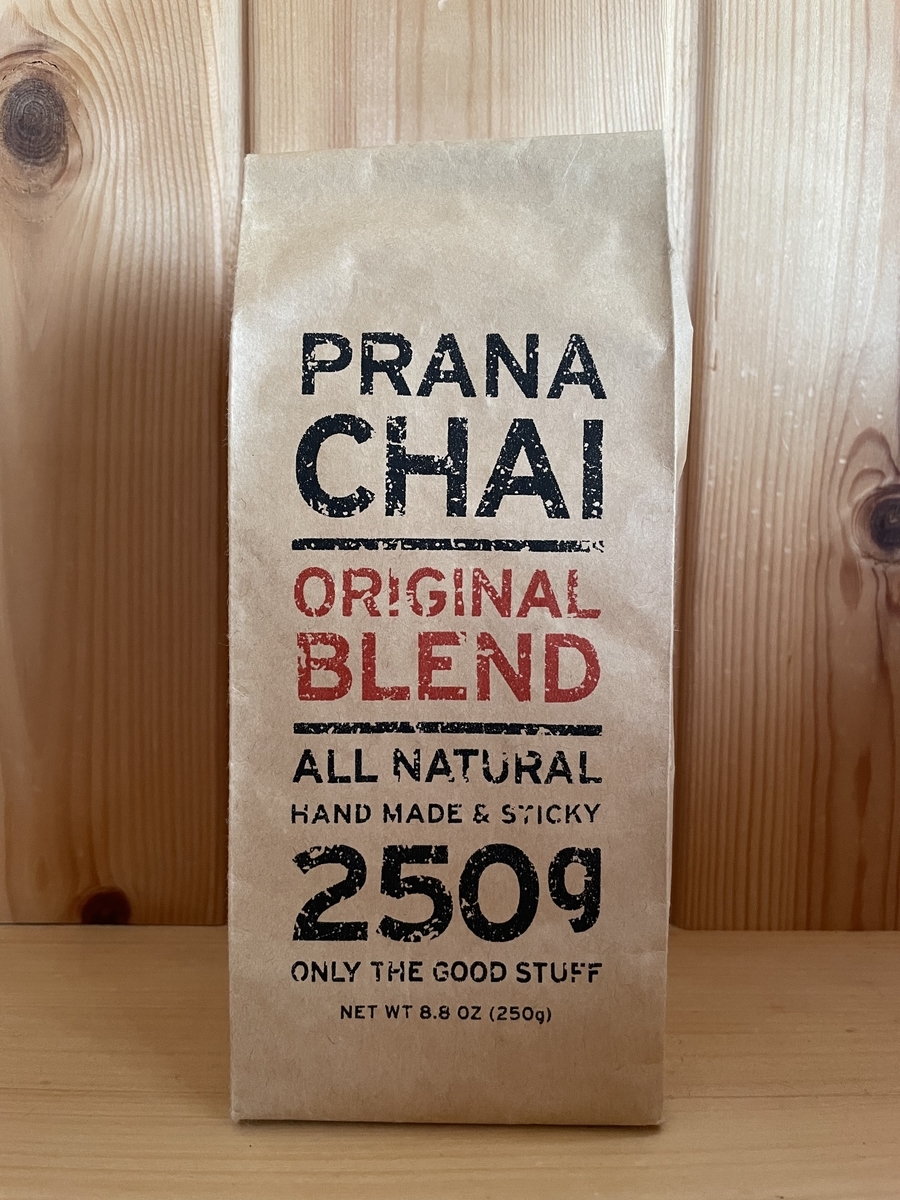 PRANA
CHAI
ORIGINAL
BLEND
ALL NATURAL
HAND MADE & STICKY
250g
ONLY THE GOOD STUFF
NET WT 8.8 OZ (250g)